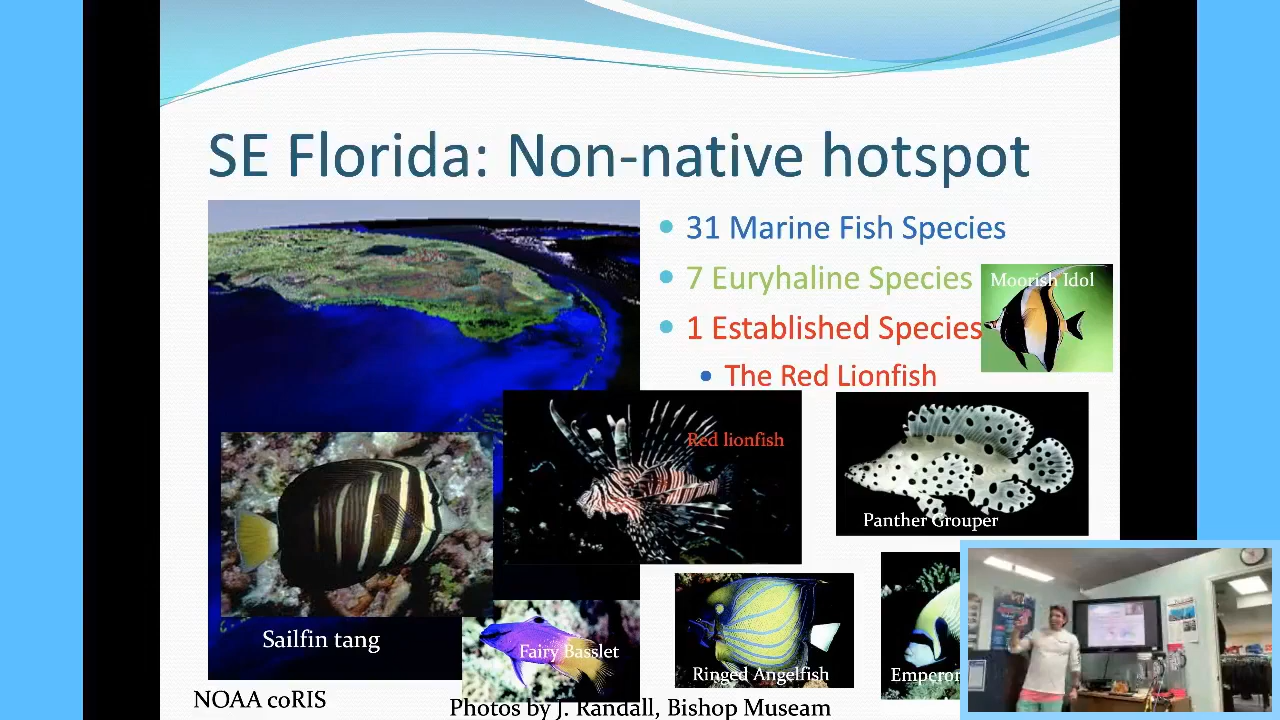 SE Florida: Non-native hotspot
31 Marine Fish Species
7 Euryhaline Species
1 Established Species
The Red Lionfish
Moorish Idol
Red lionfish
Panther Grouper
Sailfin tang
Fairy Basslet
Ringed Angelfish
Emperor
NOAA coRIS
Photos by J. Randall, Bishop Museam